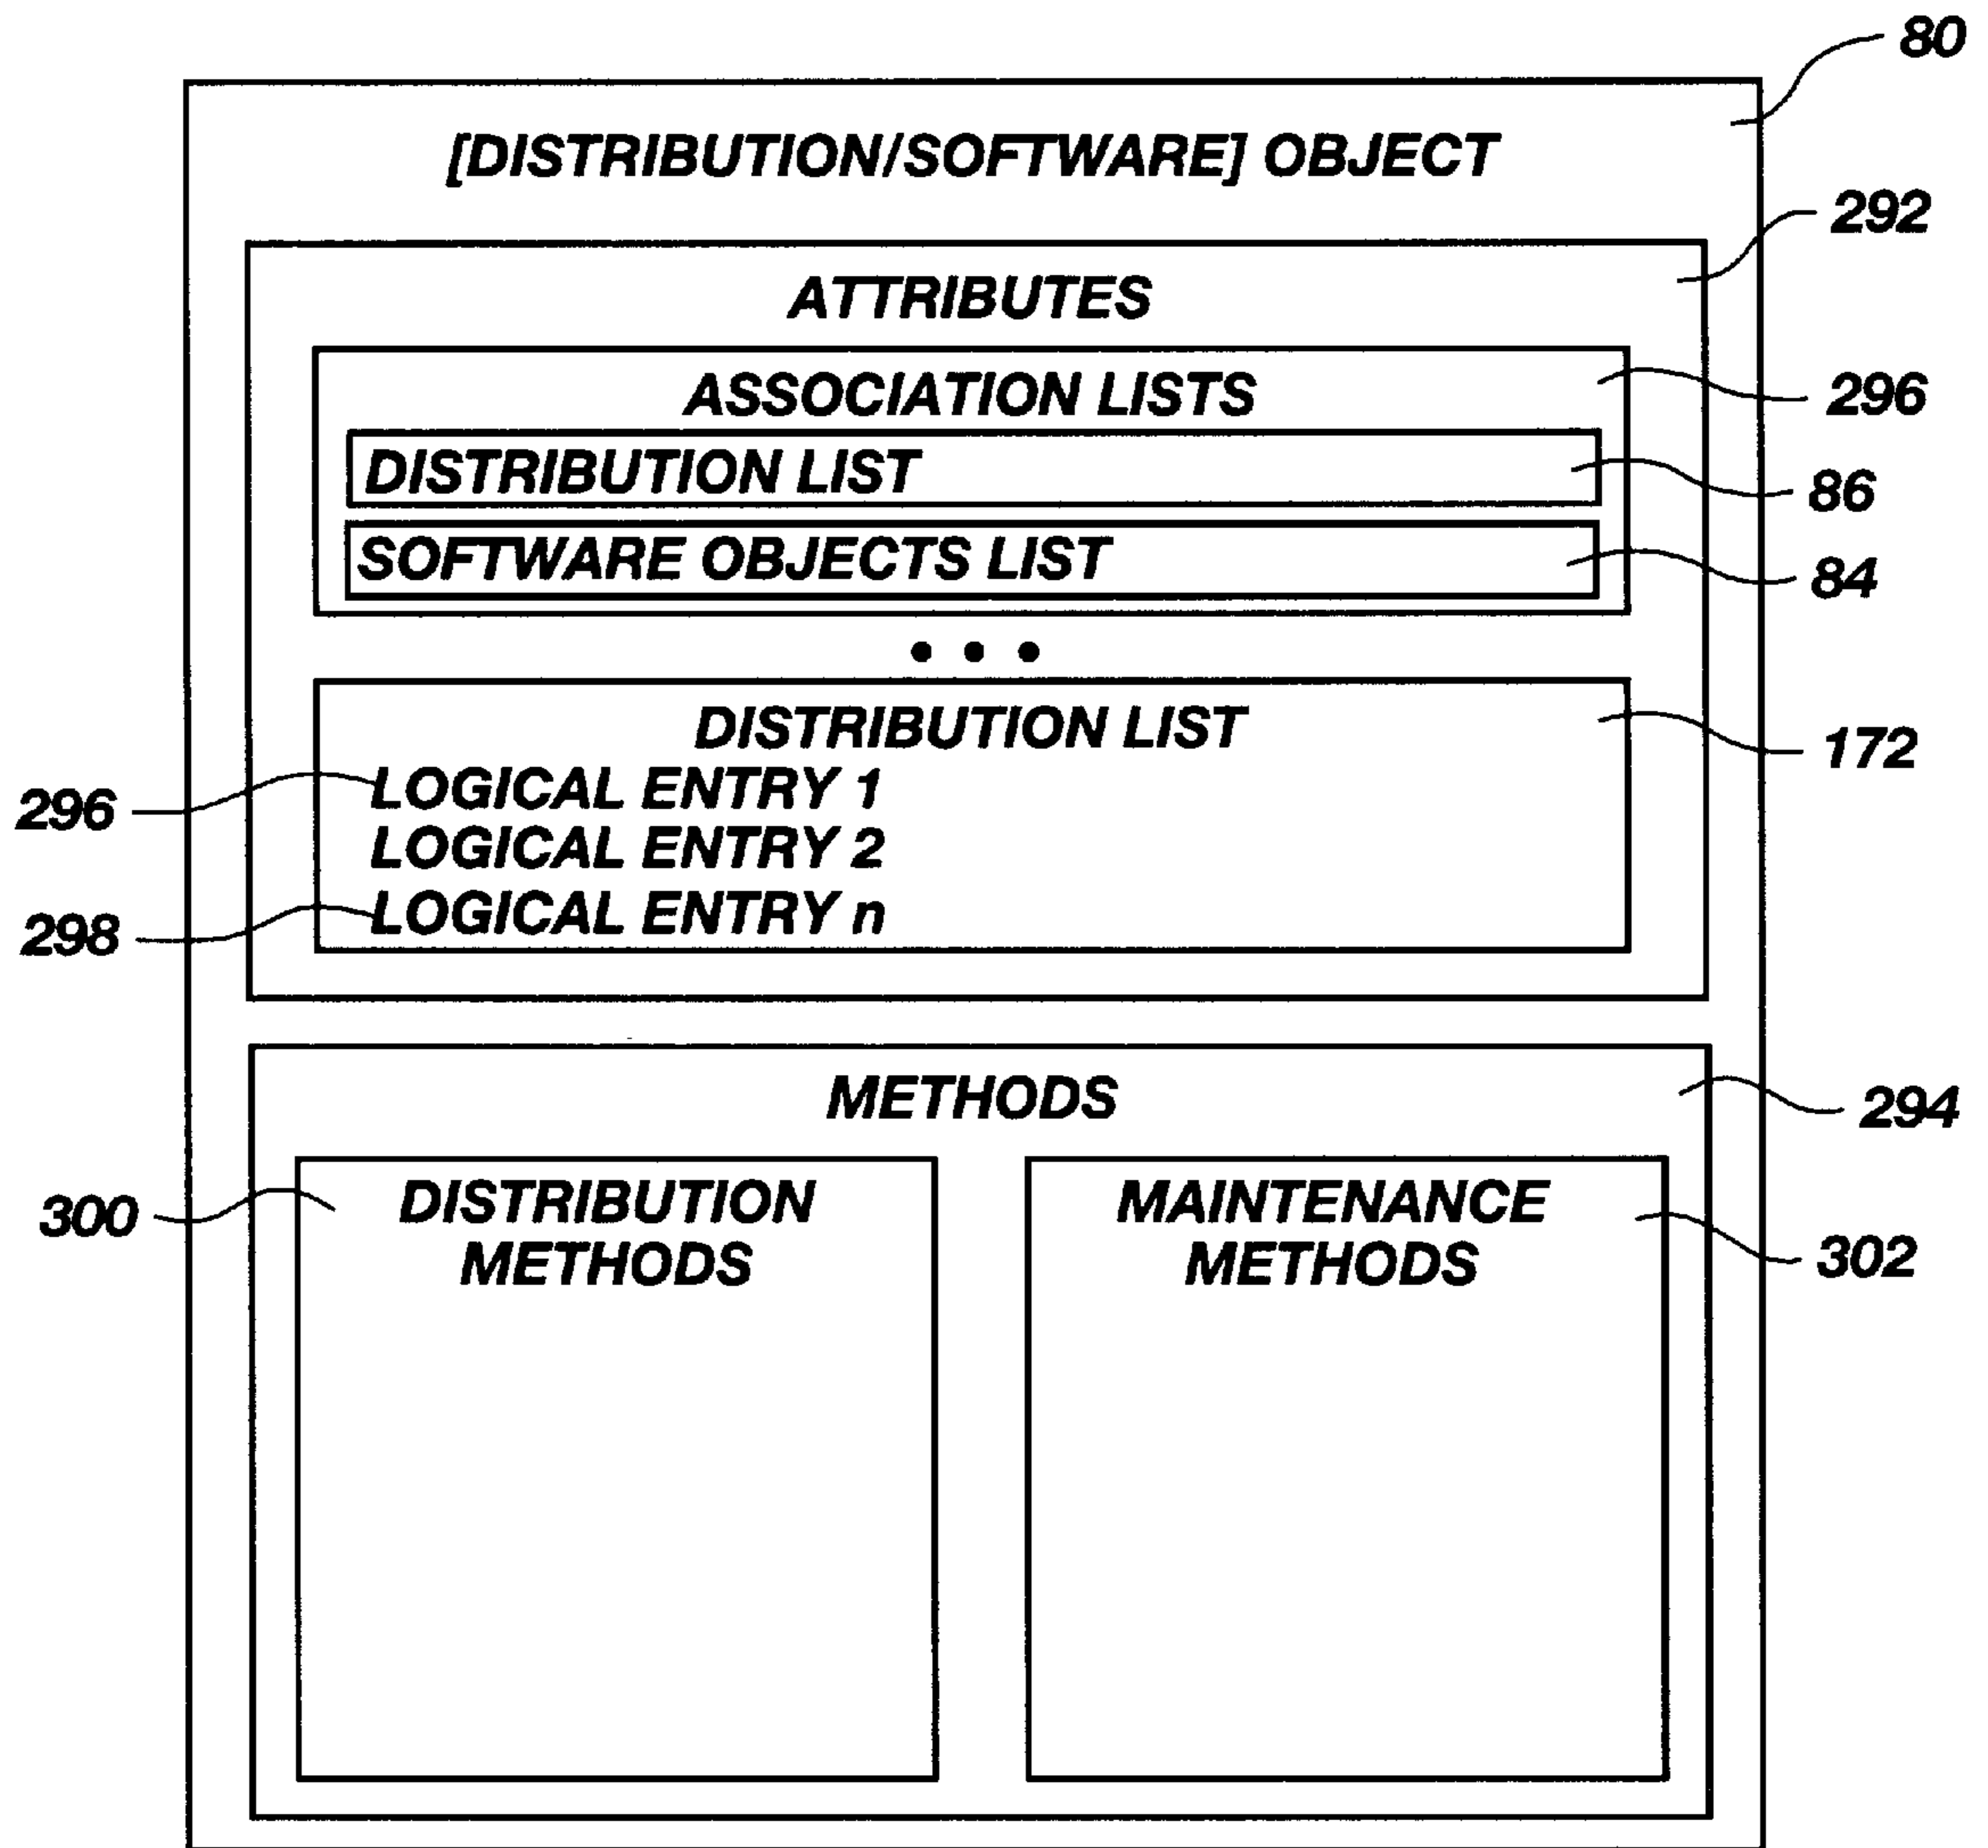 80
[DISTRIBUTION/SOFTWARE] OBJECT
292
ATTRIBUTES
ASSOCIATION LISTS
296
DISTRIBUTION LIST
86
SOFTWARE OBJECTS LIST
84
DISTRIBUTION LIST
172
296
LOGICAL ENTRY 1
LOGICAL ENTRY 2
298
LOGICAL ENTRY n
METHODS
294
300
DISTRIBUTION
METHODS
MAINTENANCE
METHODS
302